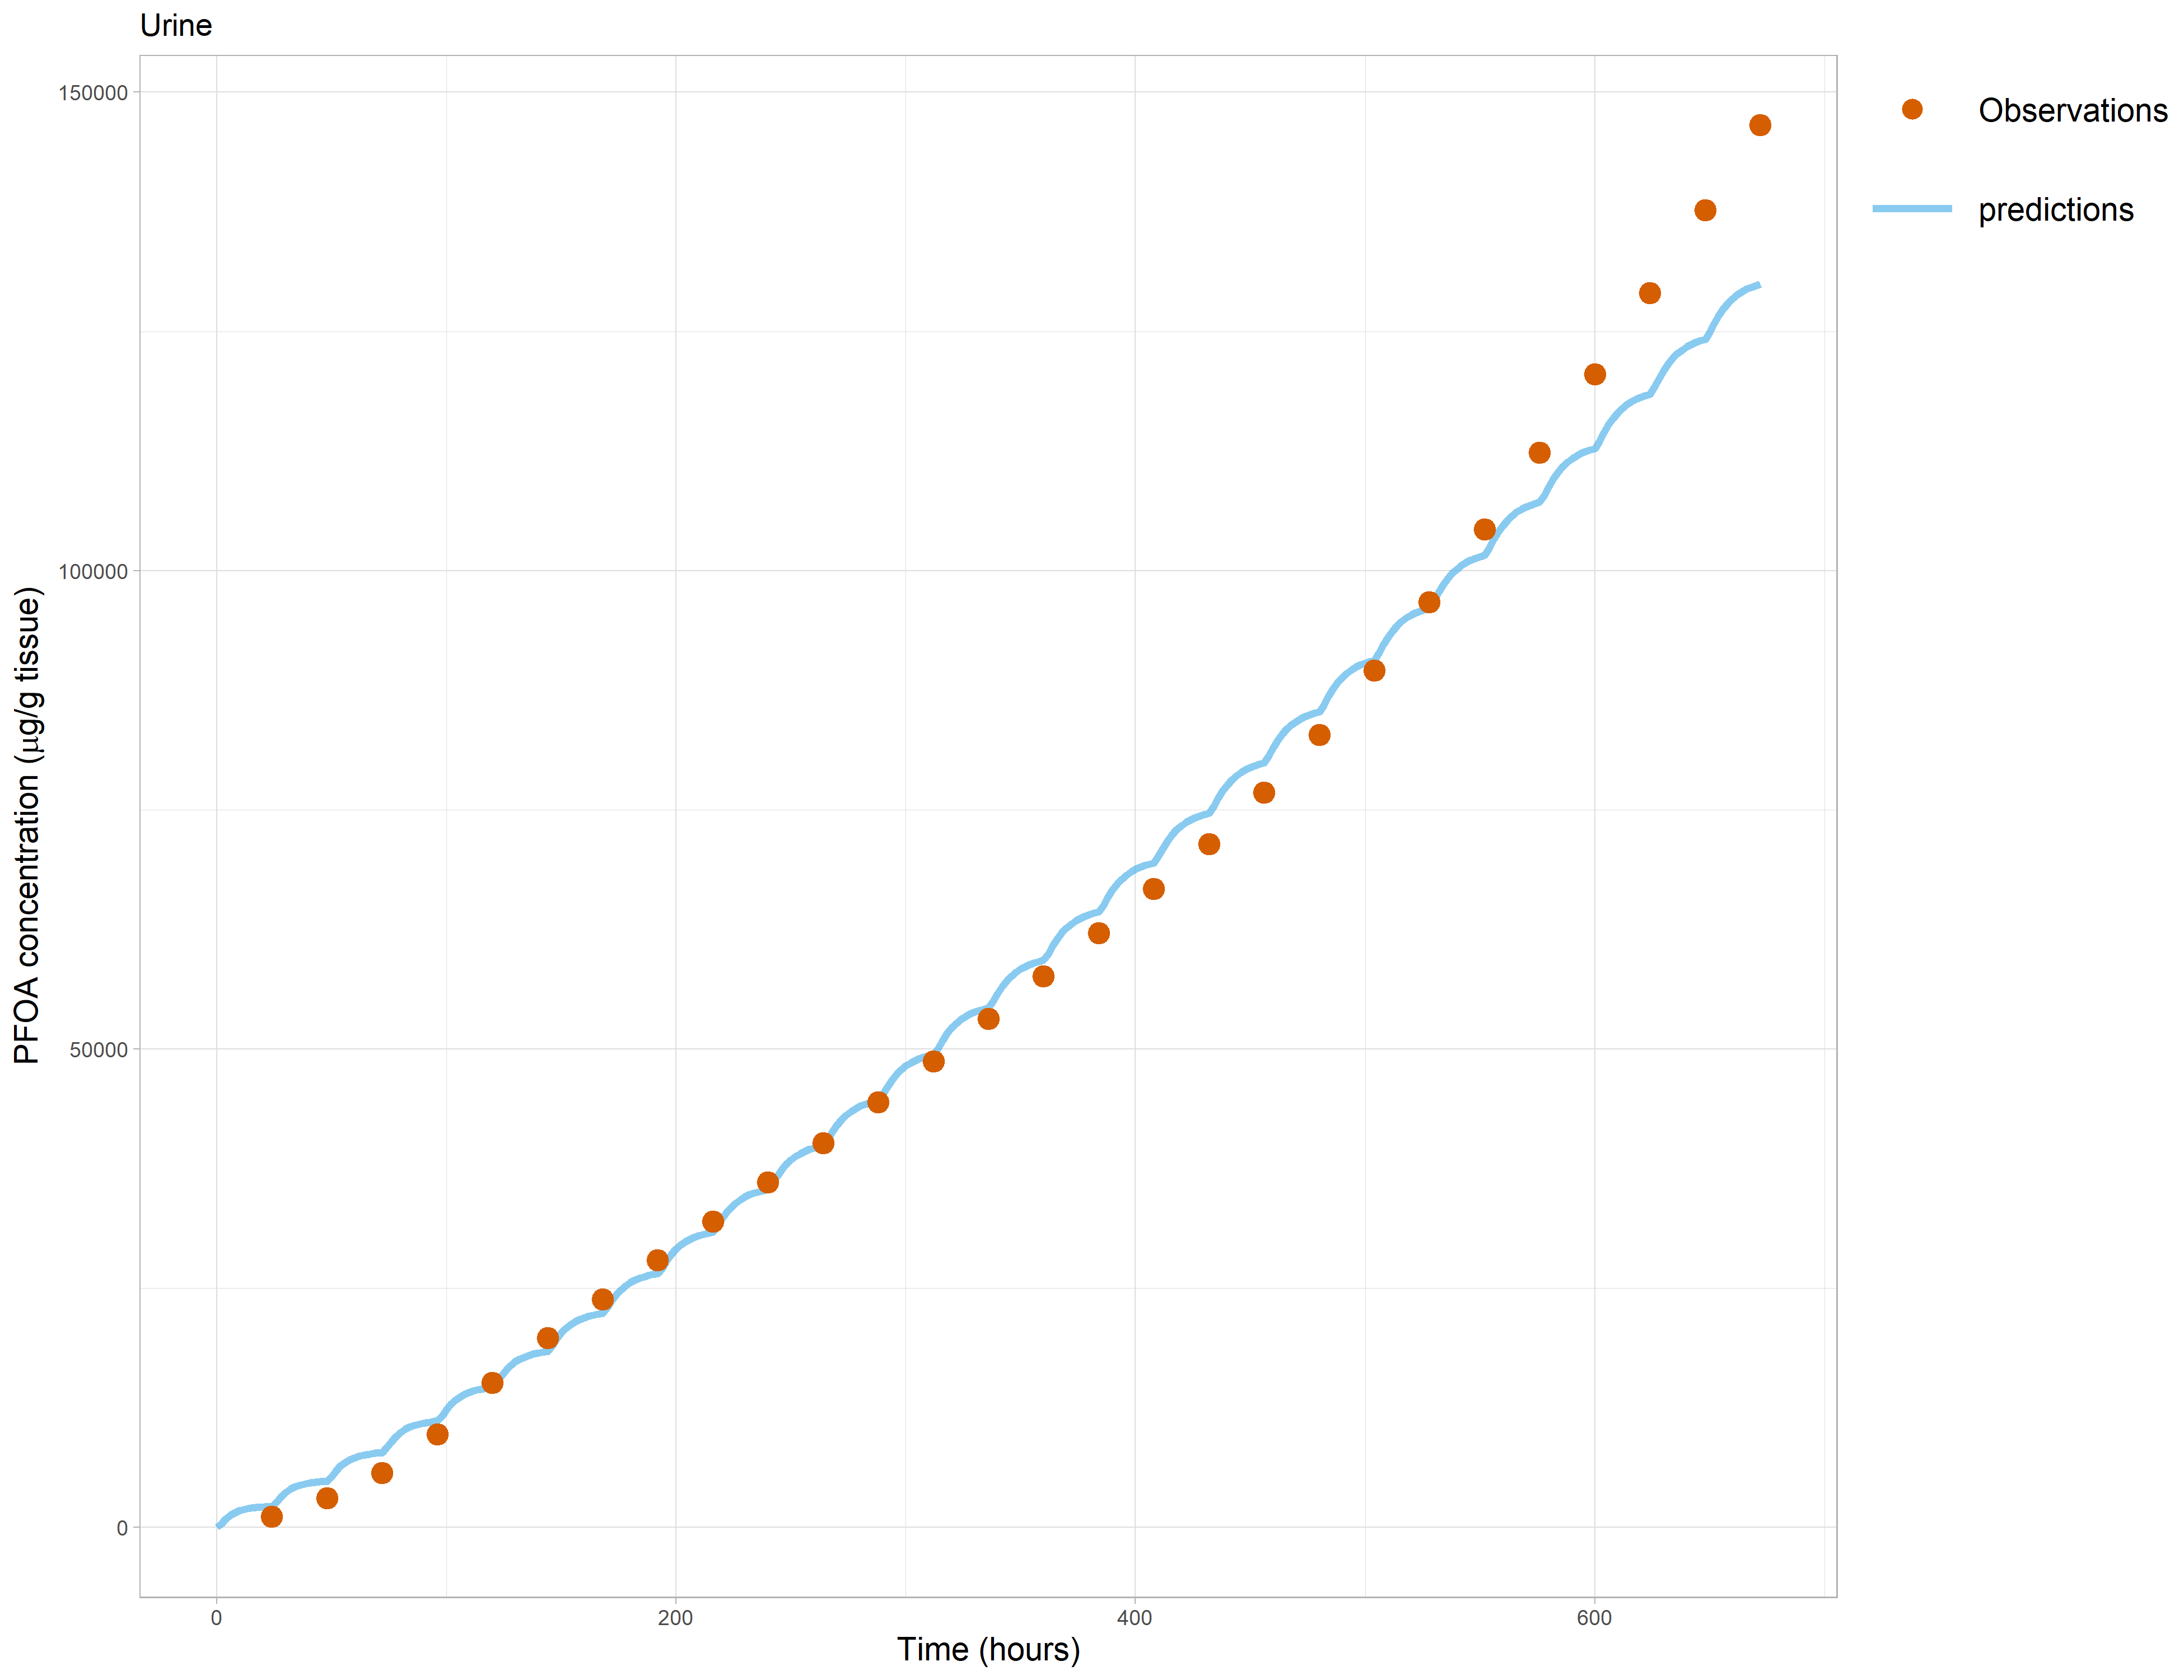 Urine
150000
100000
50000
0
PFOA concentration (μg/g tissue)
0 200 400 600
Time (hours)
Observations
predictions